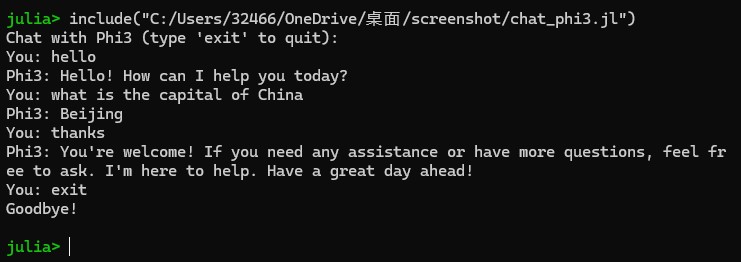 julia> include("C:/Users/32466/OneDrive/桌面/screenshot/chat_phi3.jl")
Chat with Phi3 (type 'exit' to quit):
You: hello
Phi3: Hello! How can I help you today?
You: what is the capital of China
Phi3: Beijing
You: thanks
Phi3: You're welcome! If you need any assistance or have more questions, feel fr
ee to ask. I'm here to help. Have a great day ahead!
You: exit
Goodbye!
julia>